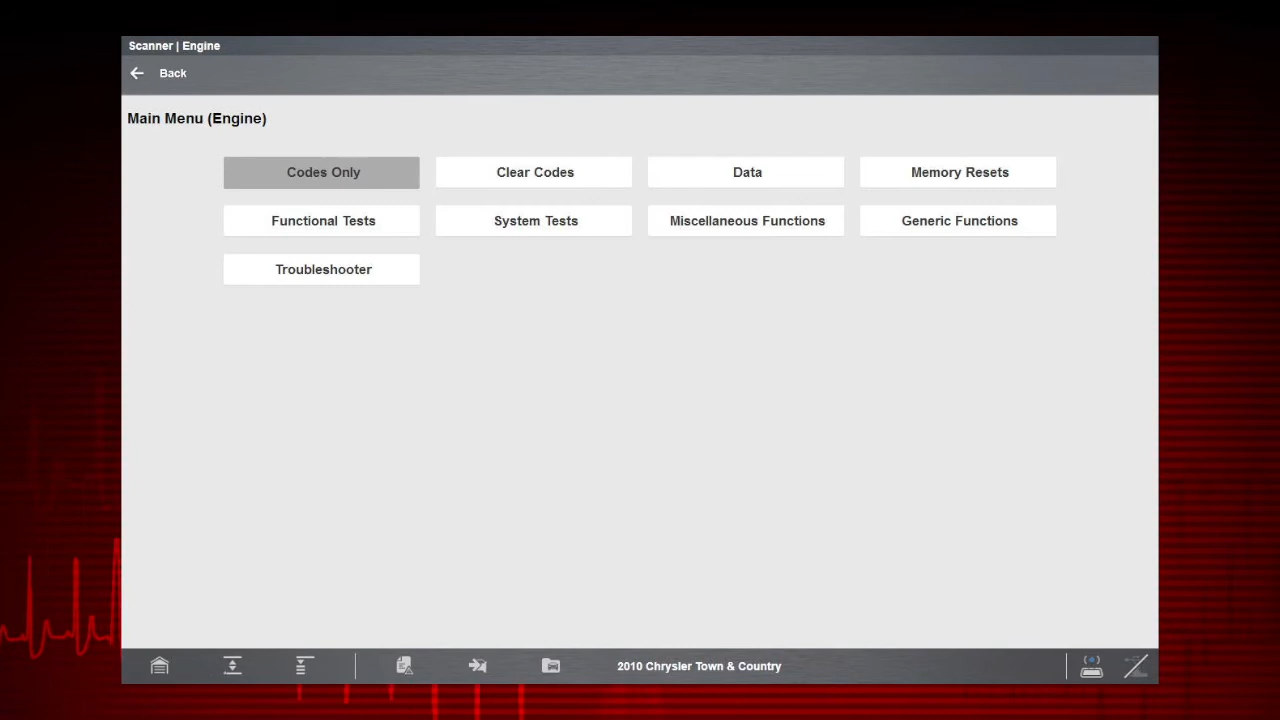 Scanner | Engine
Back
Main Menu (Engine)
Codes Only
Clear Codes
Data
Memory Resets
Functional Tests
System Tests
Miscellaneous Functions
Generic Functions
Troubleshooter
2010 Chrysler Town & Country